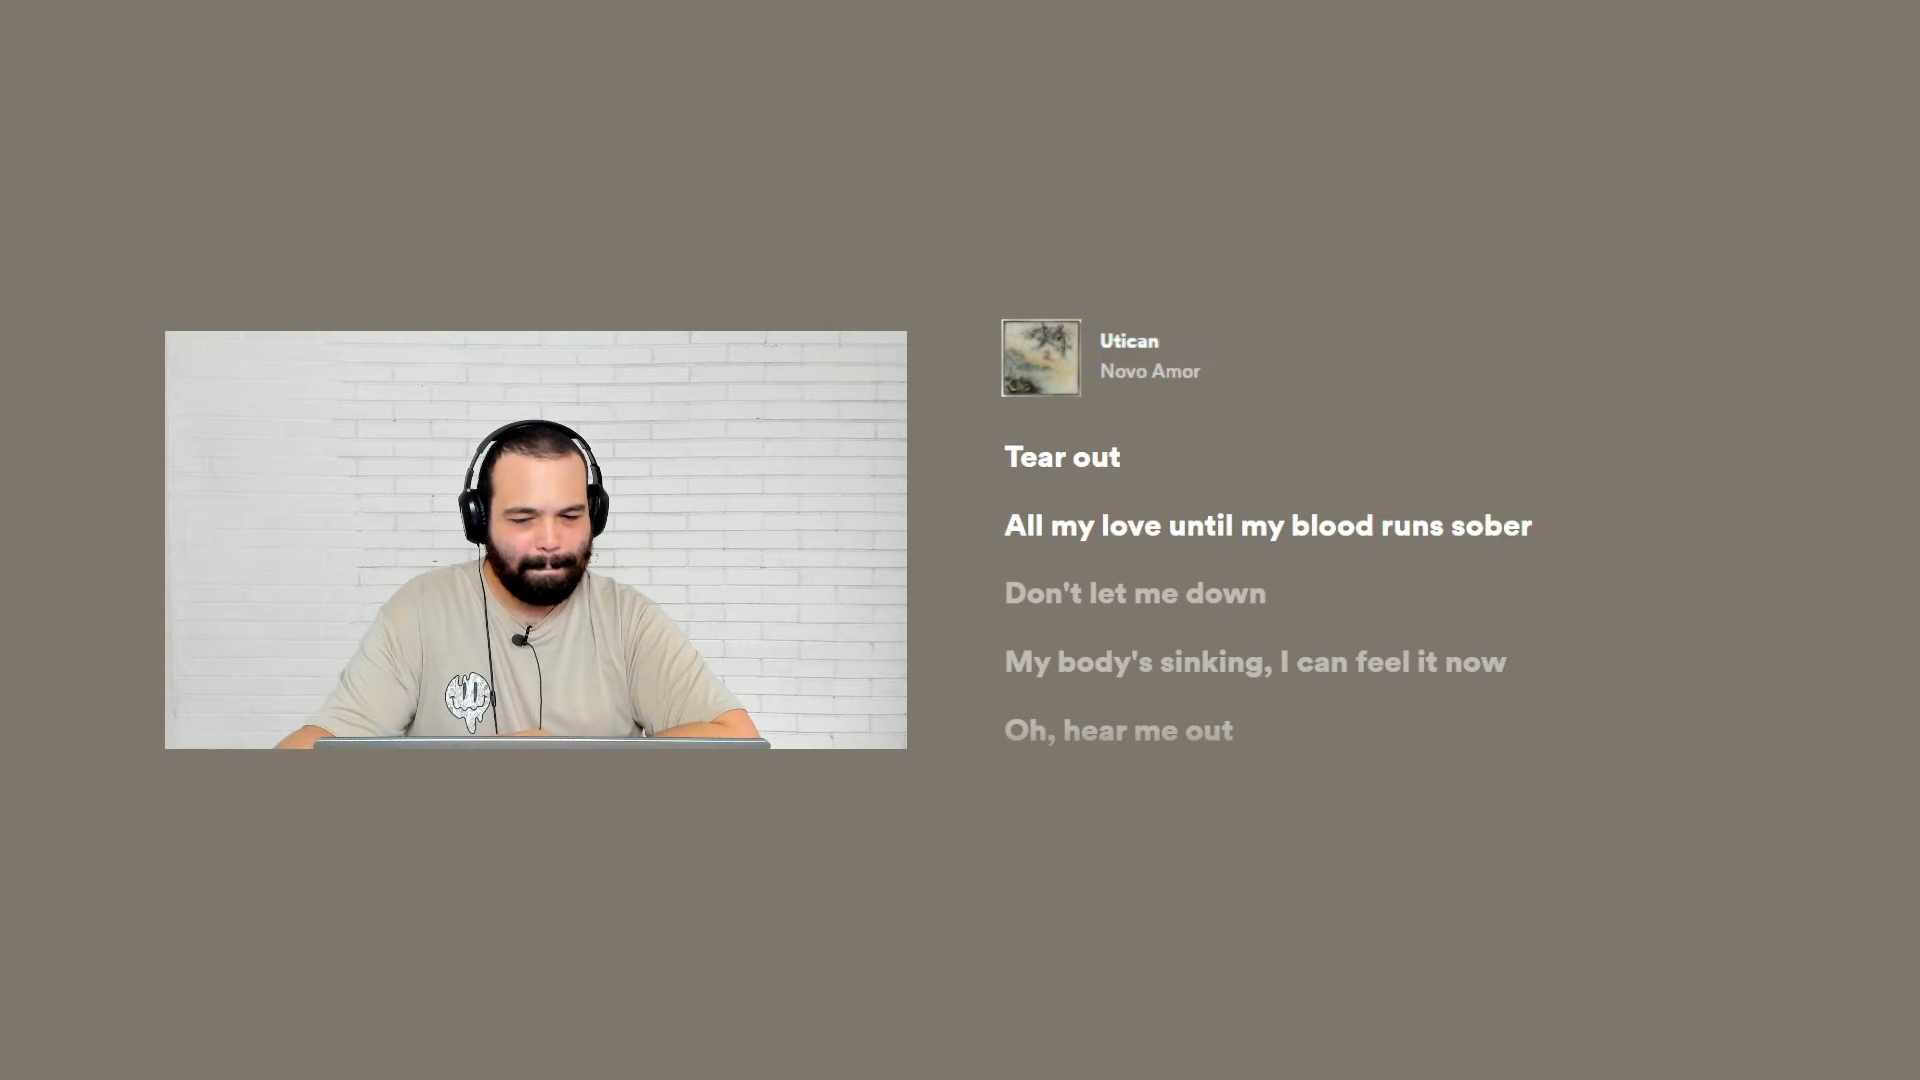 Utican
Novo Amor
Tear out
All my love until my blood runs sober
Don't let me down
My body's sinking, I can feel it now
Oh, hear me out